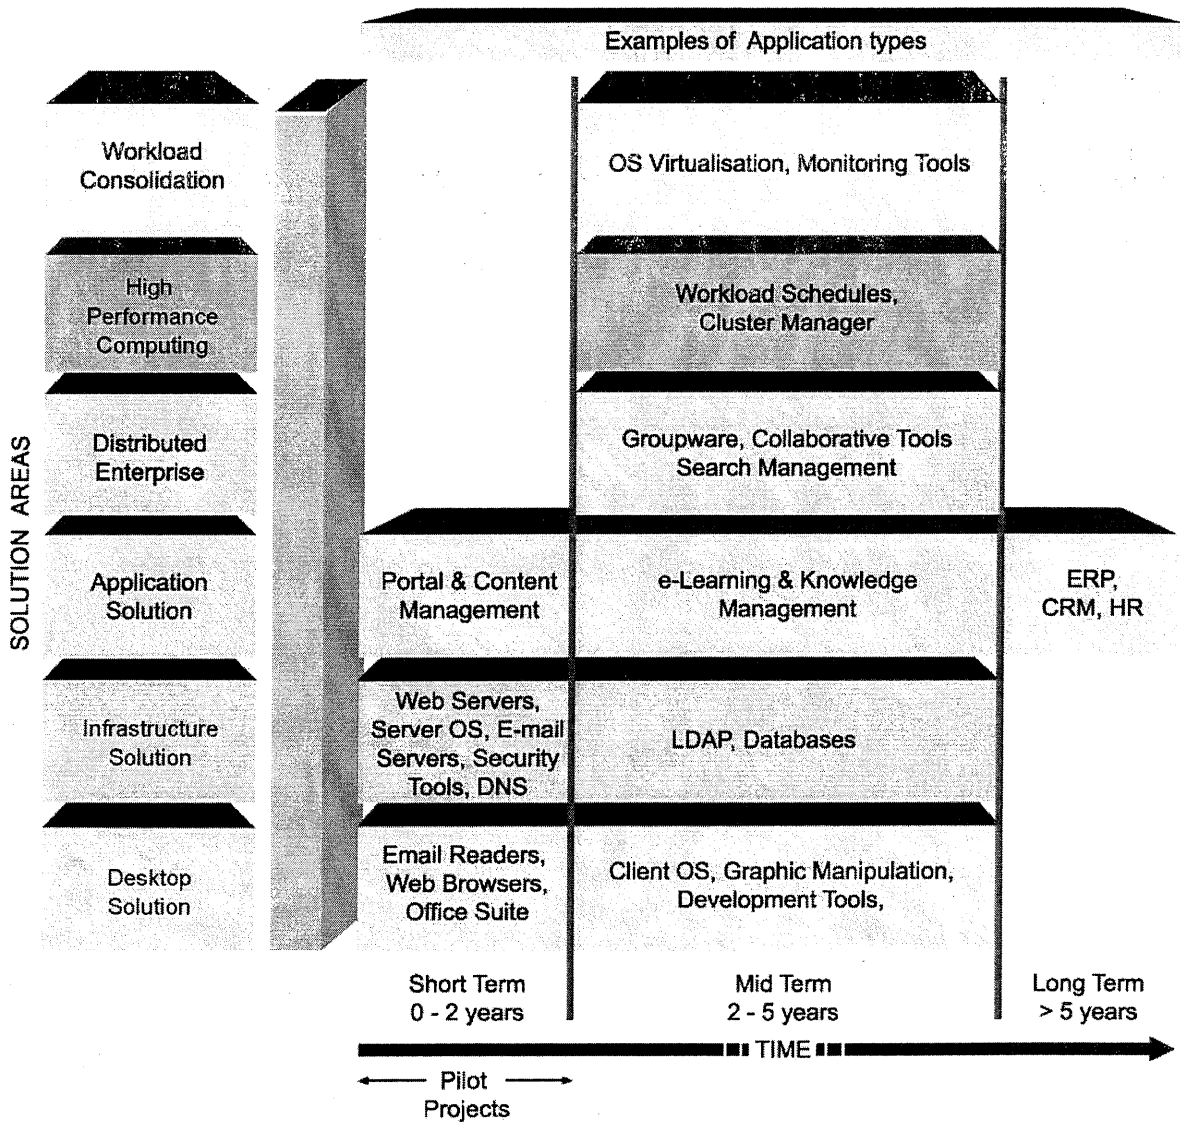 Examples of Application types
Workload
Consolidation
OS Virtualisation, Monitoring Tools
High
Performance
Computing
Workload Schedules,
Cluster Manager
Distributed
Enterprise
Groupware, Collaborative Tools
Search Management
SOLUTION AREAS
Application
Solution
Portal & Content
Management
e-Learning & Knowledge
Management
ERP,
CRM, HR
Infrastructure
Solution
Web Servers,
Server OS, E-mail
Servers, Security
Tools, DNS
LDAP, Databases
Desktop
Solution
Email Readers,
Web Browsers,
Office Suite
Client OS, Graphic Manipulation,
Development Tools,
Short Term
0 - 2 years
Mid Term
2 - 5 years
Long Term
> 5 years
TIME
Pilot
Projects